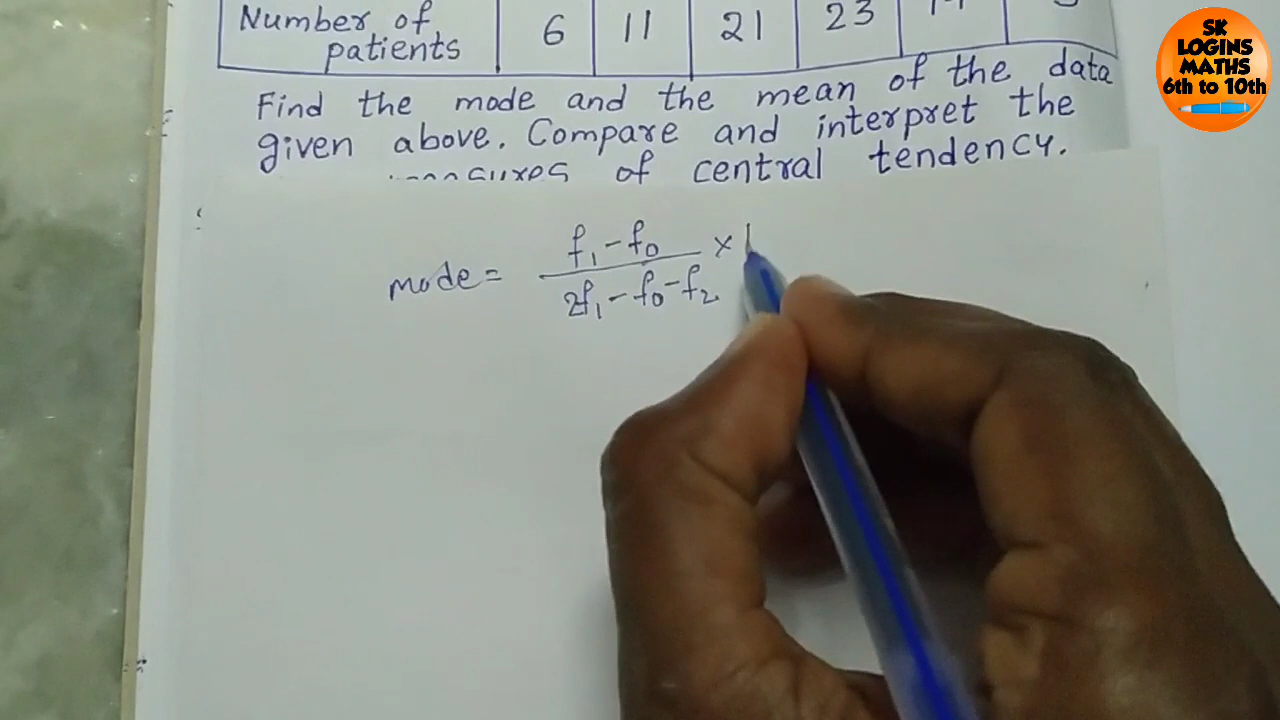 Number of
patients 6 11 21 23
Find the mode and the mean of the data
given above. Compare and interpret the
of central tendency.
mode = f₁-f₀ ×
2f₁-f₀-f₂
SK
LOGINS
MATHS
6th to 10th